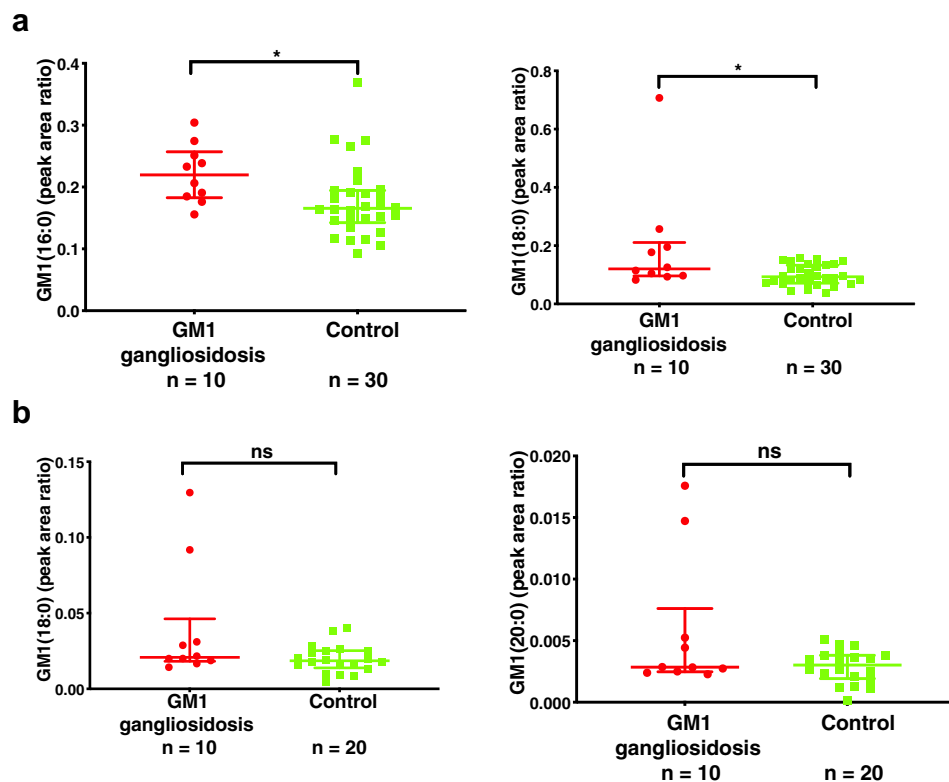 a
*
GM1(16:0) (peak area ratio)
0.4
0.3
0.2
0.1
0.0
GM1
gangliosidosis
n = 10
Control
n = 30
*
GM1(18:0) (peak area ratio)
0.8
0.6
0.4
0.2
0.0
GM1
gangliosidosis
n = 10
Control
n = 30
b
ns
GM1(18:0) (peak area ratio)
0.15
0.10
0.05
0.00
GM1
gangliosidosis
n = 10
Control
n = 20
ns
GM1(20:0) (peak area ratio)
0.020
0.015
0.010
0.005
0.000
GM1
gangliosidosis
n = 10
Control
n = 20